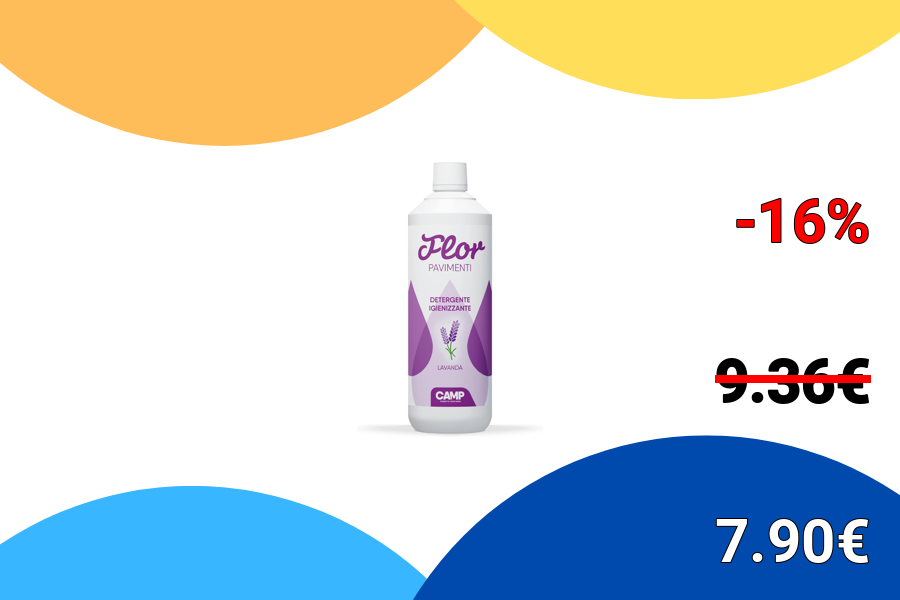 Flor
PAVIMENTI
DETERGENTE
IGIENIZZANTE
LAVANDA
CAMP
-16%
9.36€
7.90€